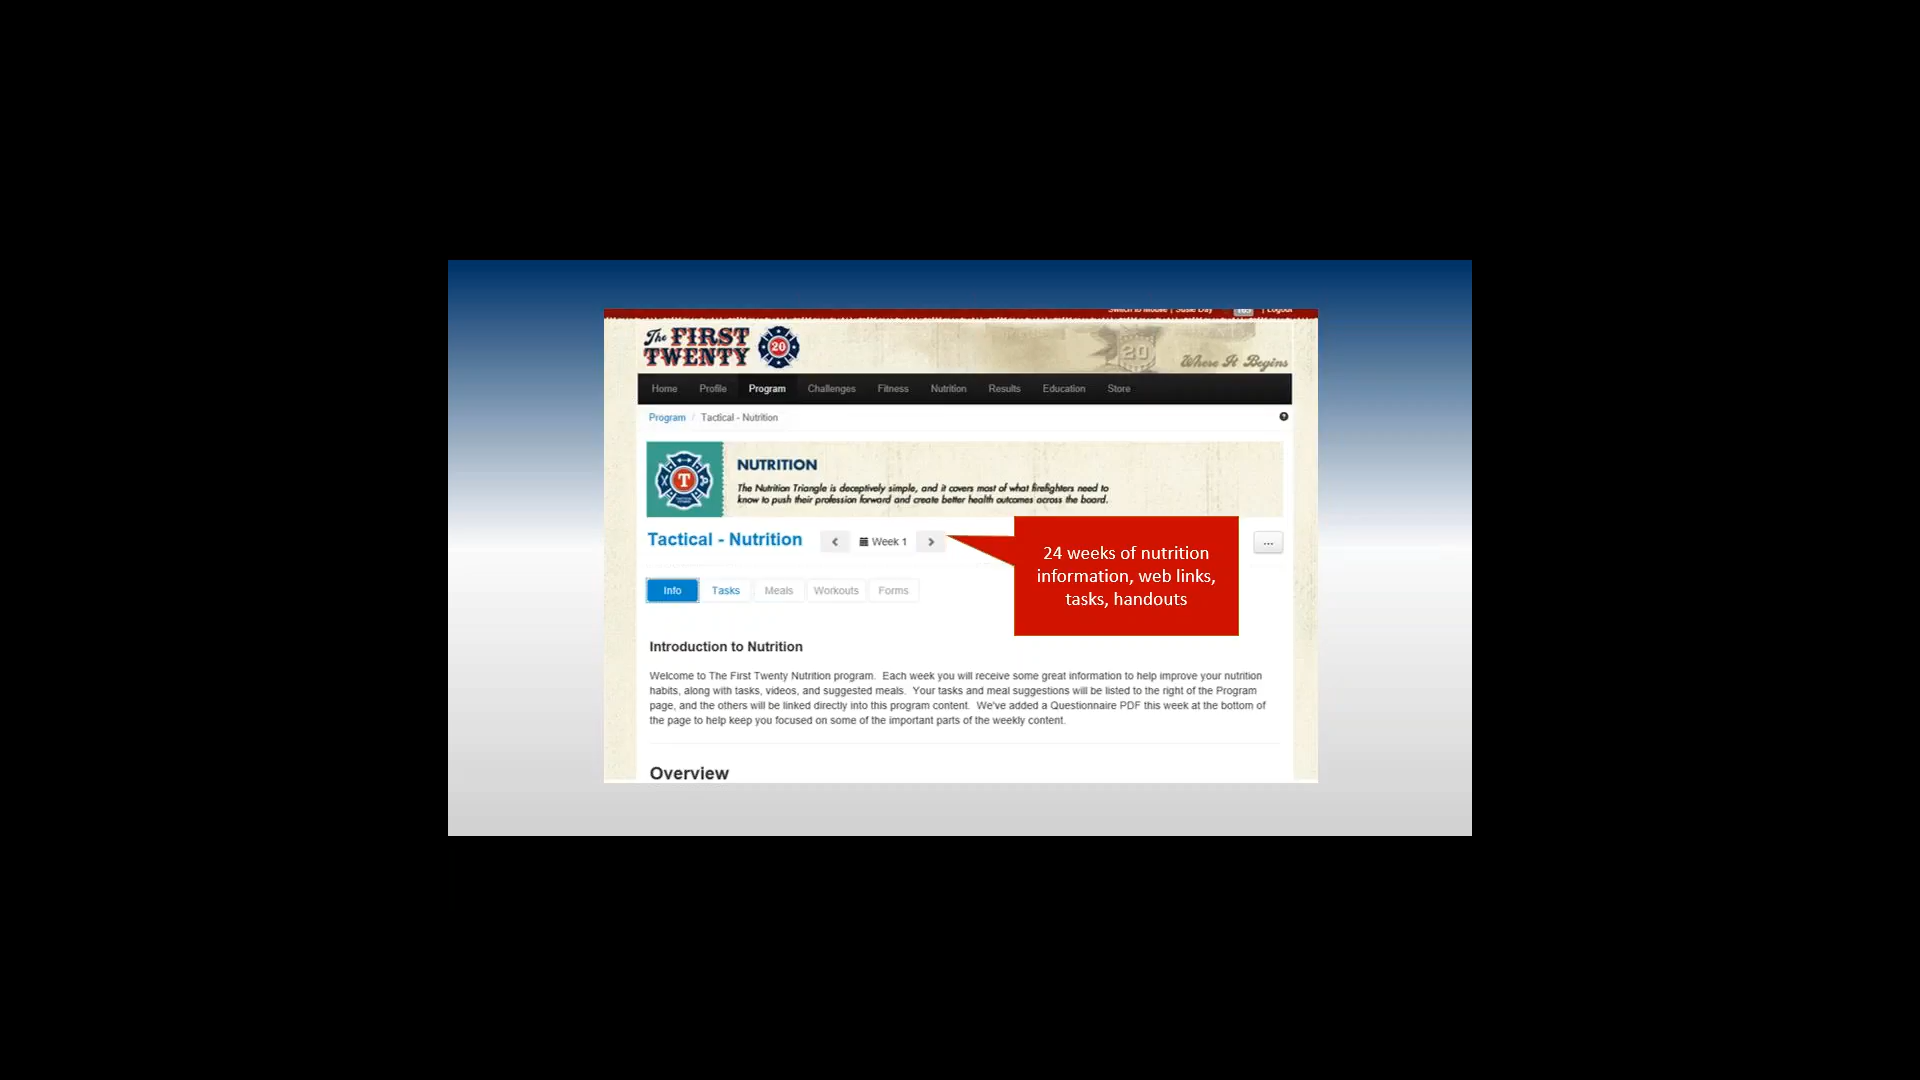 Switch to Mobile | Susie Day | Logout
The FIRST
TWENTY
20
20
Where It Begins
Home Profile Program Challenges Fitness Nutrition Results Education Store
Program / Tactical - Nutrition
T
NUTRITION
The Nutrition Triangle is deceptively simple, and it covers most of what firefighters need to
know to push their profession forward and create better health outcomes across the board.
Tactical - Nutrition
Week 1
...
24 weeks of nutrition
information, web links,
tasks, handouts
Info Tasks Meals Workouts Forms
Introduction to Nutrition
Welcome to The First Twenty Nutrition program. Each week you will receive some great information to help improve your nutrition
habits, along with tasks, videos, and suggested meals. Your tasks and meal suggestions will be listed to the right of the Program
page, and the others will be linked directly into this program content. We've added a Questionnaire PDF this week at the bottom of
the page to help keep you focused on some of the important parts of the weekly content.
Overview